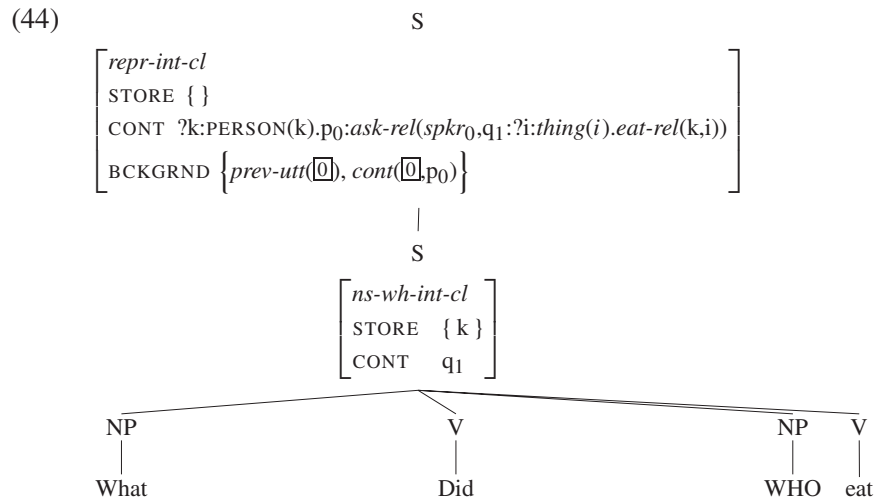 (44) S
repr-int-cl
STORE { }
CONT ?k:PERSON(k).p₀:ask-rel(spkr₀,q₁:?i:thing(i).eat-rel(k,i))
BCKGRND {prev-utt(0), cont(0,p₀)}
S
ns-wh-int-cl
STORE { k }
CONT q₁
NP V NP V
What Did WHO eat